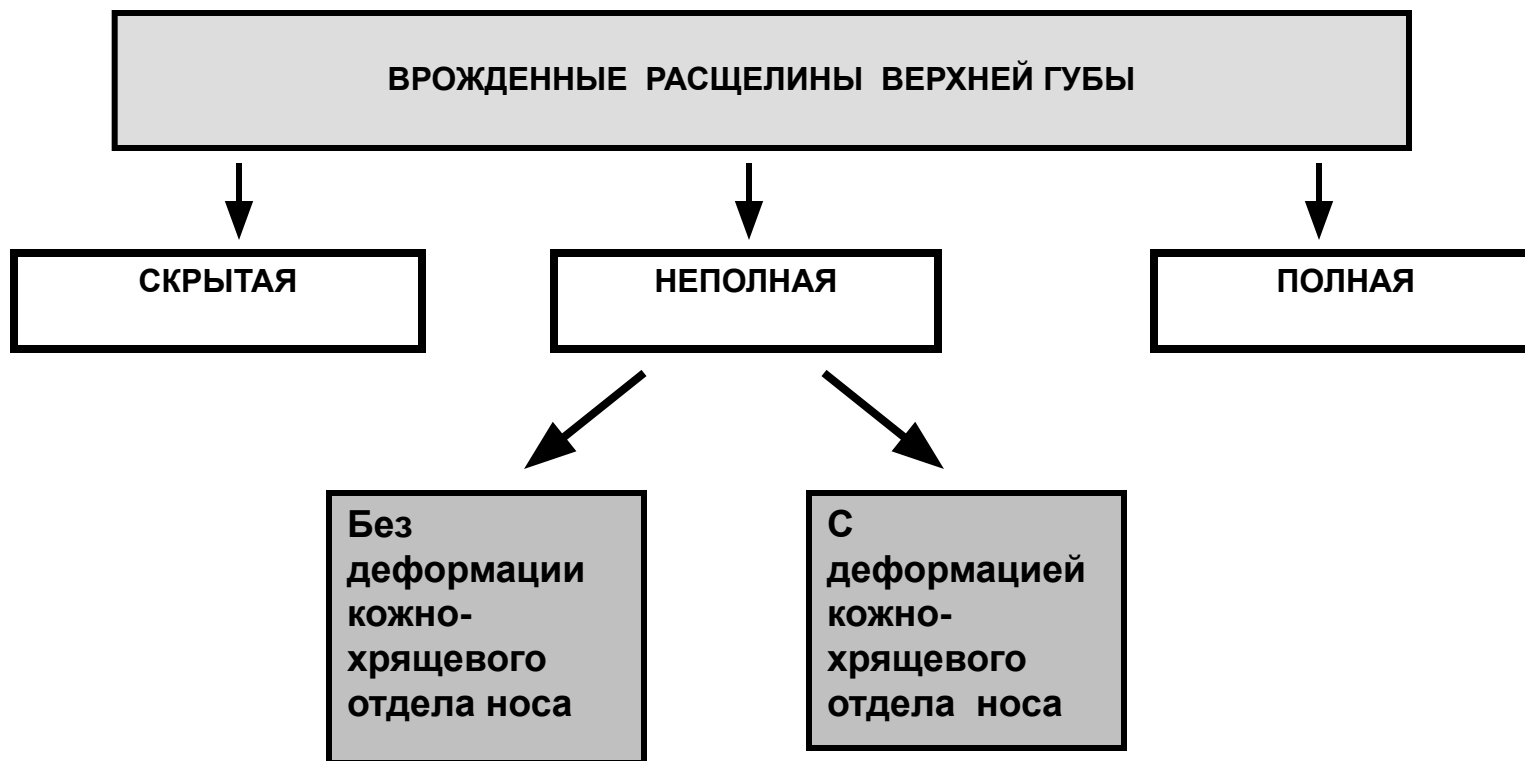 ВРОЖДЕННЫЕ РАСЩЕЛИНЫ ВЕРХНЕЙ ГУБЫ
СКРЫТАЯ
НЕПОЛНАЯ
ПОЛНАЯ
Без
деформации
кожно-
хрящевого
отдела носа
С
деформацией
кожно-
хрящевого
отдела носа